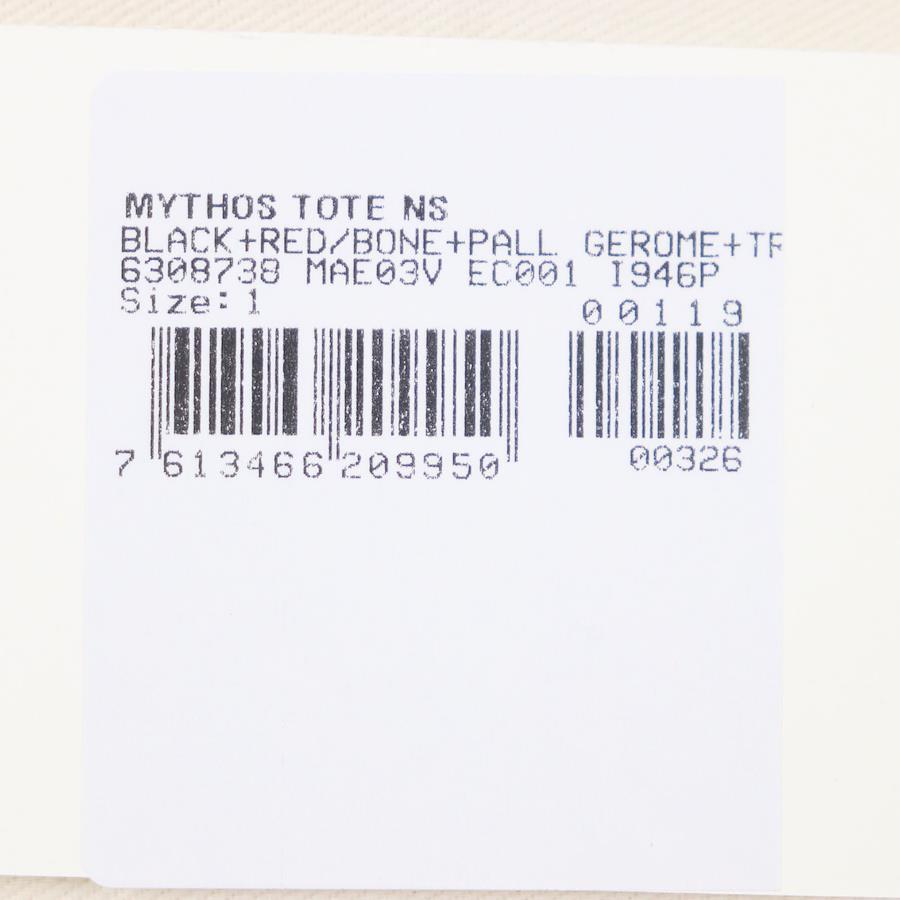 MYTHOS TOTE NS
BLACK+RED/BONE+PALL GEROME+TR
6308738 MAE03V EC001 I946P
Size: 1
00119
7 613466 209950
00326